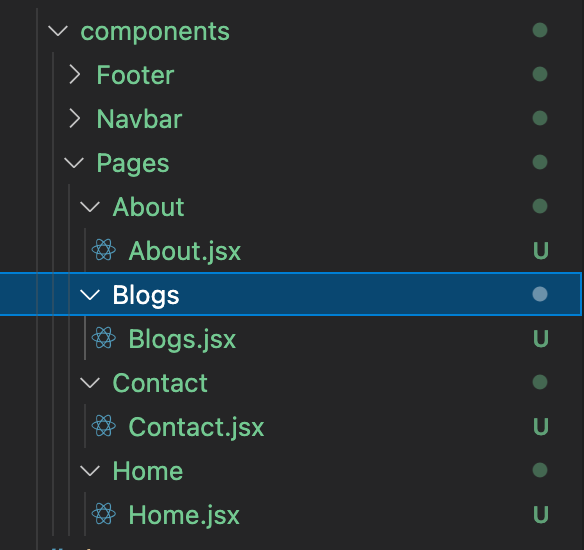 components
Footer
Navbar
Pages
About
About.jsx U
Blogs
Blogs.jsx U
Contact
Contact.jsx U
Home
Home.jsx U